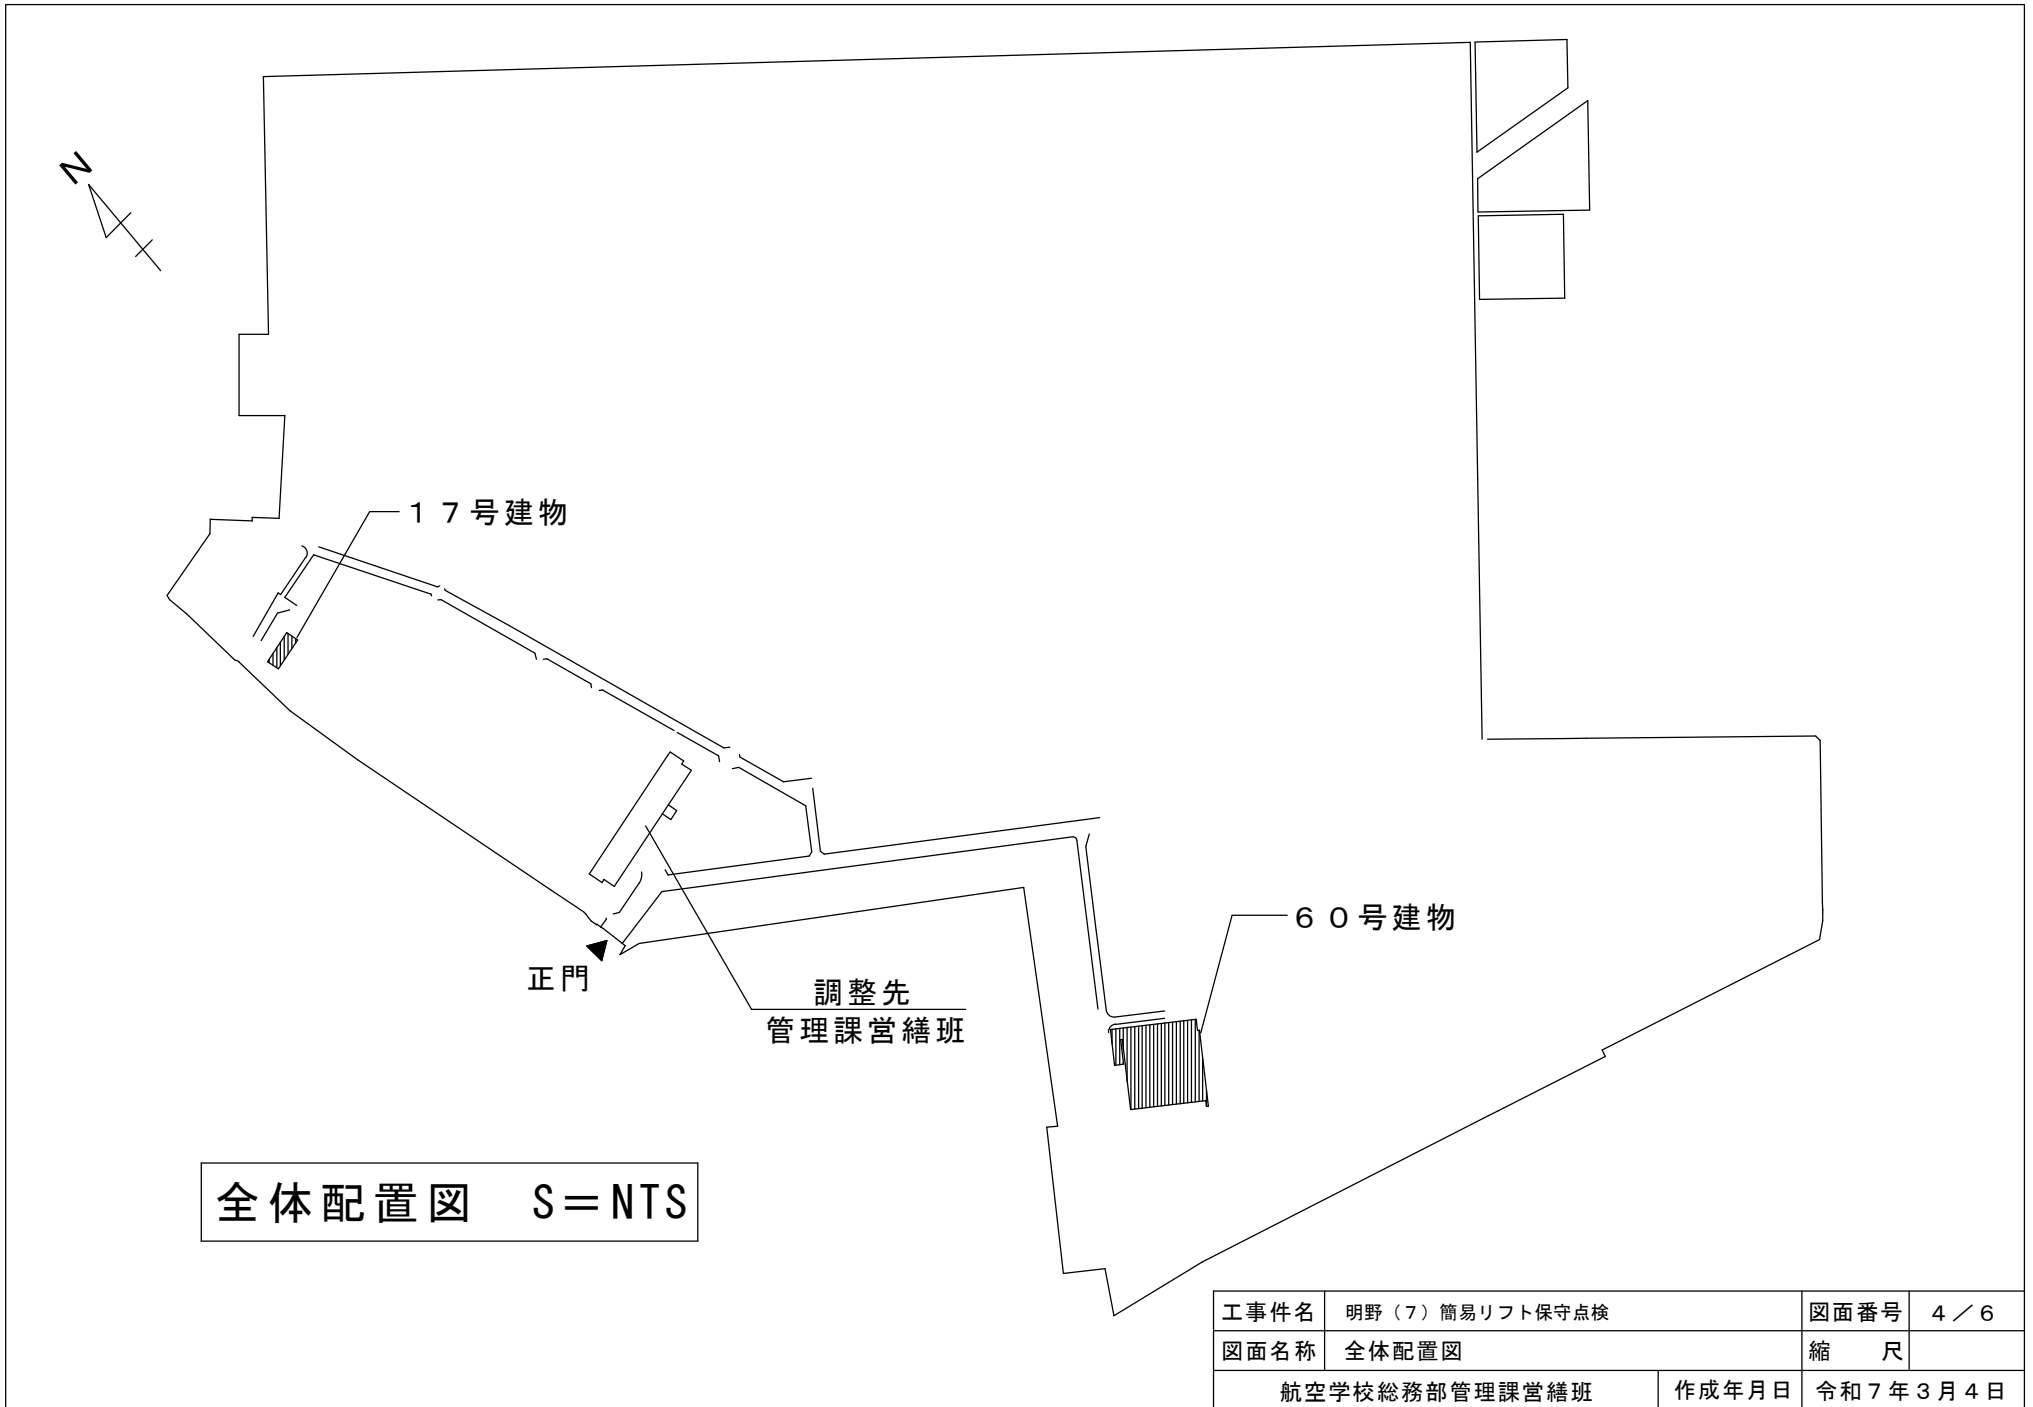 N
１７号建物
６０号建物
正門
調整先
管理課営繕班
全体配置図　S＝NTS
工事件名 明野（７）簡易リフト保守点検 図面番号 ４／６
図面名称 全体配置図 縮　尺
航空学校総務部管理課営繕班 作成年月日 令和７年３月４日